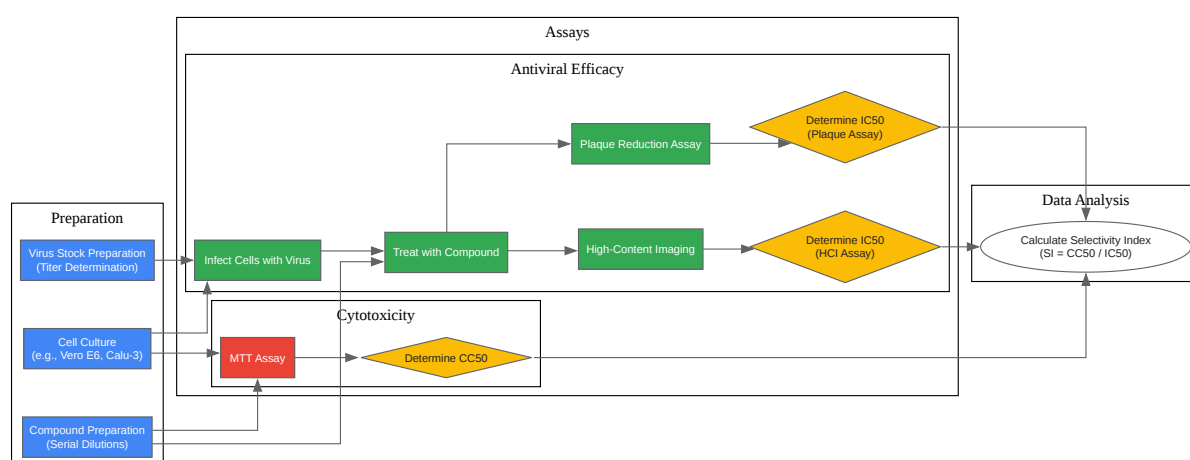 Assays
Antiviral Efficacy
Determine IC50
(Plaque Assay)
Plaque Reduction Assay
Data Analysis
Calculate Selectivity Index
(SI = CC50 / IC50)
Preparation
Virus Stock Preparation
(Titer Determination)
Infect Cells with Virus
Treat with Compound
High-Content Imaging
Determine IC50
(HCI Assay)
Cytotoxicity
Cell Culture
(e.g., Vero E6, Calu-3)
MTT Assay
Determine CC50
Compound Preparation
(Serial Dilutions)